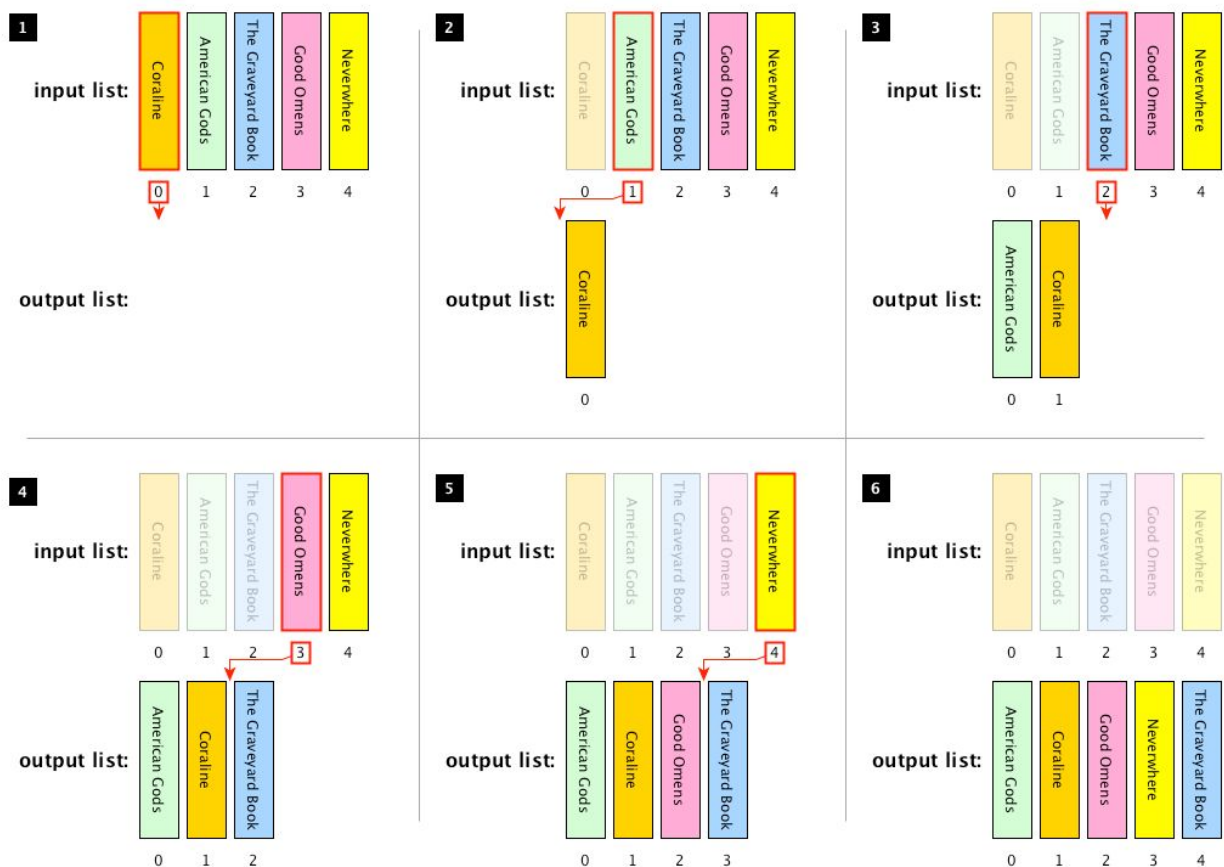 1
Coraline
American Gods
The Graveyard Book
Good Omens
Neverwhere
input list:
0 1 2 3 4
output list:
2
Coraline
American Gods
The Graveyard Book
Good Omens
Neverwhere
input list:
0 1 2 3 4
Coraline
output list:
0
3
Coraline
American Gods
The Graveyard Book
Good Omens
Neverwhere
input list:
0 1 2 3 4
American Gods
Coraline
output list:
0 1
4
Coraline
American Gods
The Graveyard Book
Good Omens
Neverwhere
input list:
0 1 2 3 4
American Gods
Coraline
The Graveyard Book
output list:
0 1 2
5
Coraline
American Gods
The Graveyard Book
Good Omens
Neverwhere
input list:
0 1 2 3 4
American Gods
Coraline
Good Omens
The Graveyard Book
output list:
0 1 2 3
6
Coraline
American Gods
The Graveyard Book
Good Omens
Neverwhere
input list:
0 1 2 3 4
American Gods
Coraline
Good Omens
Neverwhere
The Graveyard Book
output list:
0 1 2 3 4